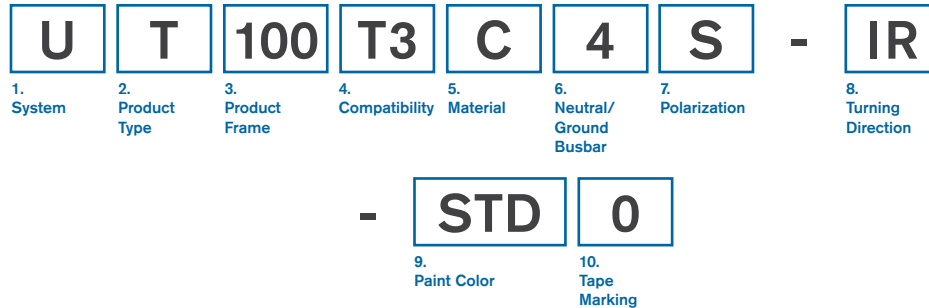 U T 100 T3 C 4 S - IR
1. 2. 3. 4. 5. 6. 7. 8.
System Product Product Compatibility Material Neutral/ Polarization Turning
Type Frame Ground Direction
Busbar
- STD 0
9. 10.
Paint Color Tape
Marking